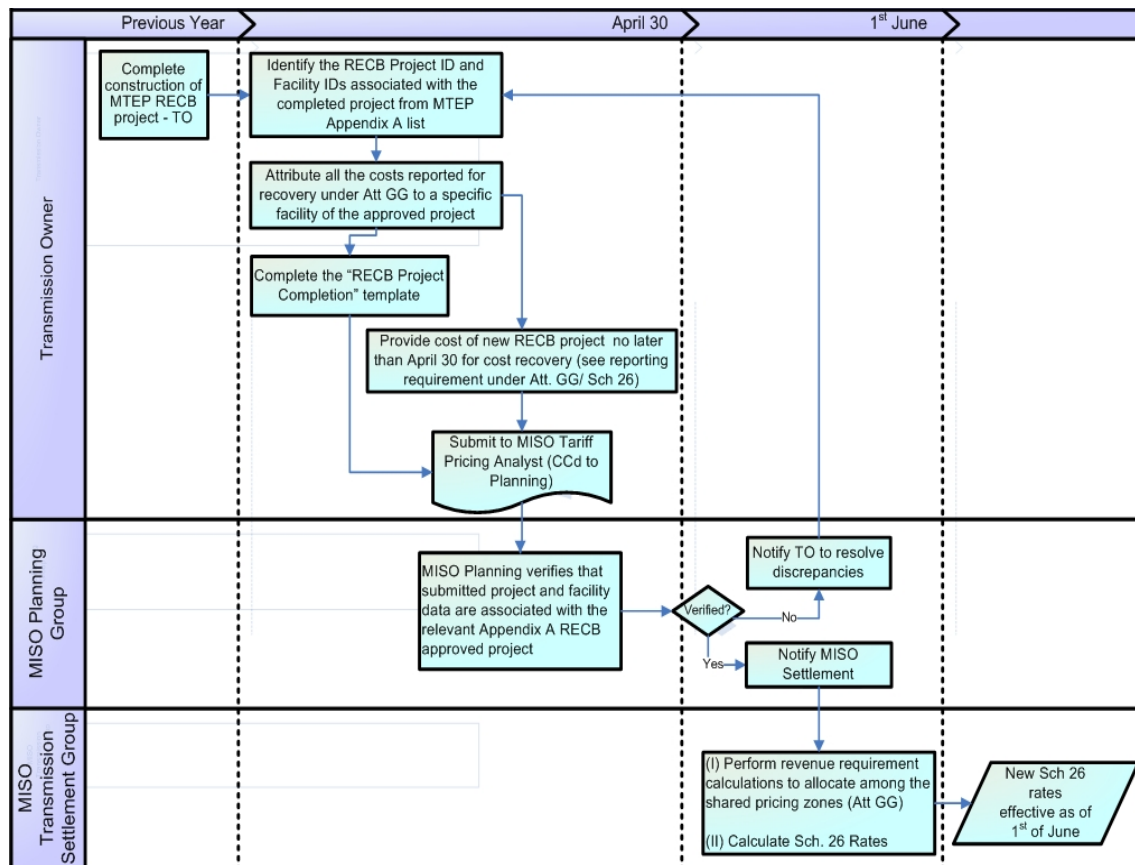 Previous Year
April 30
1st June
Transmission Owner
Complete
construction of
MTEP RECB
project - TO
Identify the RECB Project ID and
Facility IDs associated with the
completed project from MTEP
Appendix A list
Attribute all the costs reported for
recovery under Att GG to a specific
facility of the approved project
Complete the “RECB Project
Completion” template
Provide cost of new RECB project no later
than April 30 for cost recovery (see reporting
requirement under Att. GG/ Sch 26)
Submit to MISO Tariff
Pricing Analyst (CCd to
Planning)
MISO Planning
Group
MISO Planning verifies that
submitted project and facility
data are associated with the
relevant Appendix A RECB
approved project
Verified?
No
Notify TO to resolve
discrepancies
Yes
Notify MISO
Settlement
MISO
Transmission
Settlement Group
(I) Perform revenue requirement
calculations to allocate among the
shared pricing zones (Att GG)
(II) Calculate Sch. 26 Rates
New Sch 26
rates
effective as of
1st of June